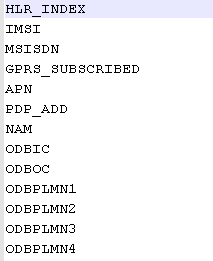 HLR_INDEX
IMSI
MSISDN
GPRS_SUBSCRIBED
APN
PDP_ADD
NAM
ODBIC
ODBOC
ODBPLMN1
ODBPLMN2
ODBPLMN3
ODBPLMN4